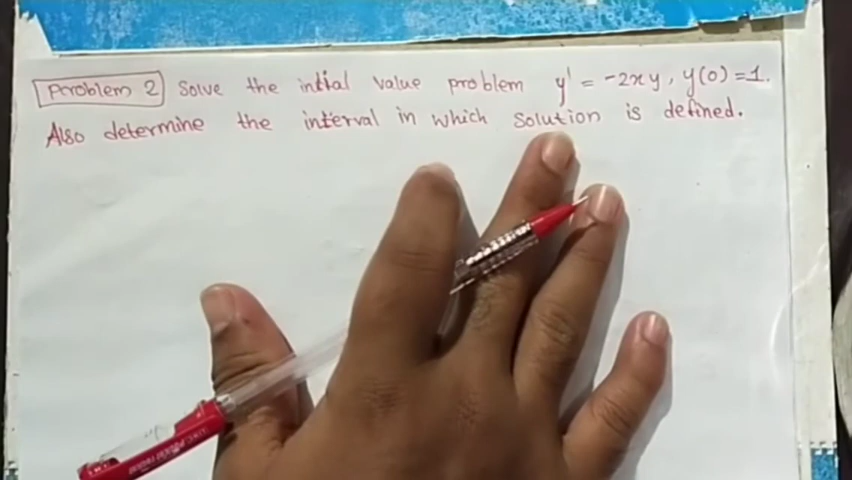 Problem 2 Solve the initial value problem y' = -2xy, y(0)=1.
Also determine the interval in which solution is defined.